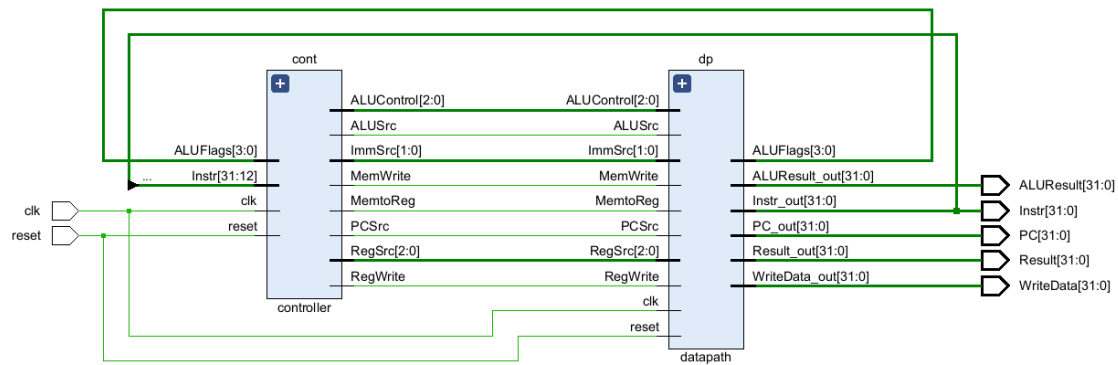 cont
dp
ALUControl[2:0]
ALUControl[2:0]
ALUSrc
ALUSrc
ALUFlags[3:0]
ImmSrc[1:0]
ImmSrc[1:0]
ALUFlags[3:0]
...
Instr[31:12]
MemWrite
MemWrite
ALUResult_out[31:0]
ALUResult[31:0]
clk
clk
MemtoReg
MemtoReg
Instr_out[31:0]
Instr[31:0]
reset
reset
PCSrc
PCSrc
PC_out[31:0]
PC[31:0]
RegSrc[2:0]
RegSrc[2:0]
Result_out[31:0]
Result[31:0]
RegWrite
RegWrite
WriteData_out[31:0]
WriteData[31:0]
controller
clk
reset
datapath